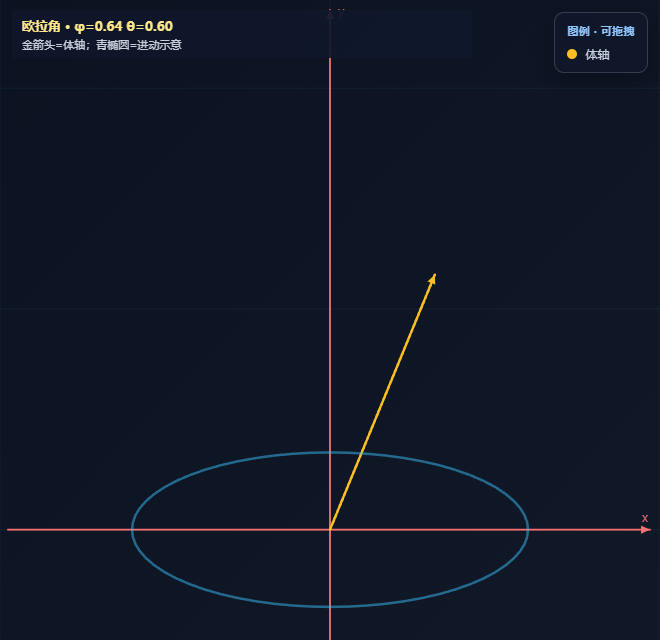 欧拉角 • φ=0.64 θ=0.60
金箭头=体轴；青椭圆=进动示意
图例 · 可拖拽
体轴
x